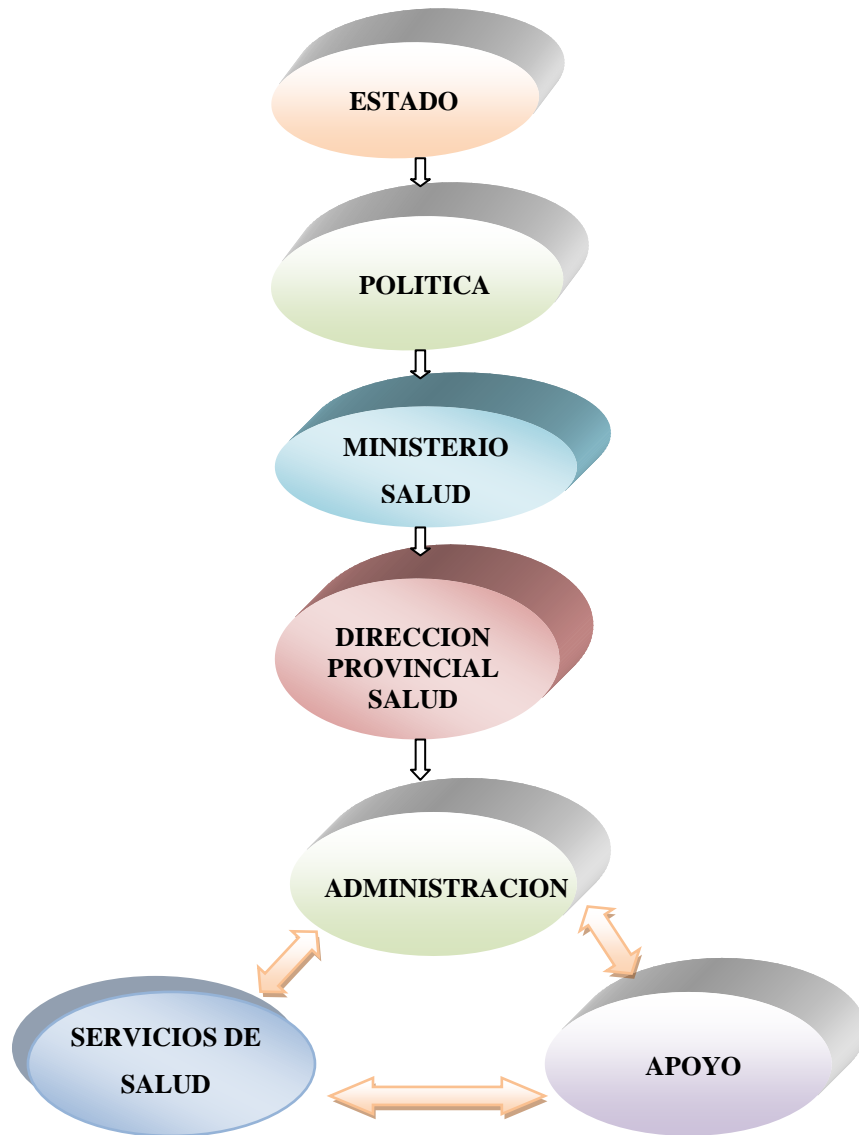 ESTADO
POLITICA
MINISTERIO
SALUD
DIRECCION
PROVINCIAL
SALUD
ADMINISTRACION
SERVICIOS DE
SALUD
APOYO